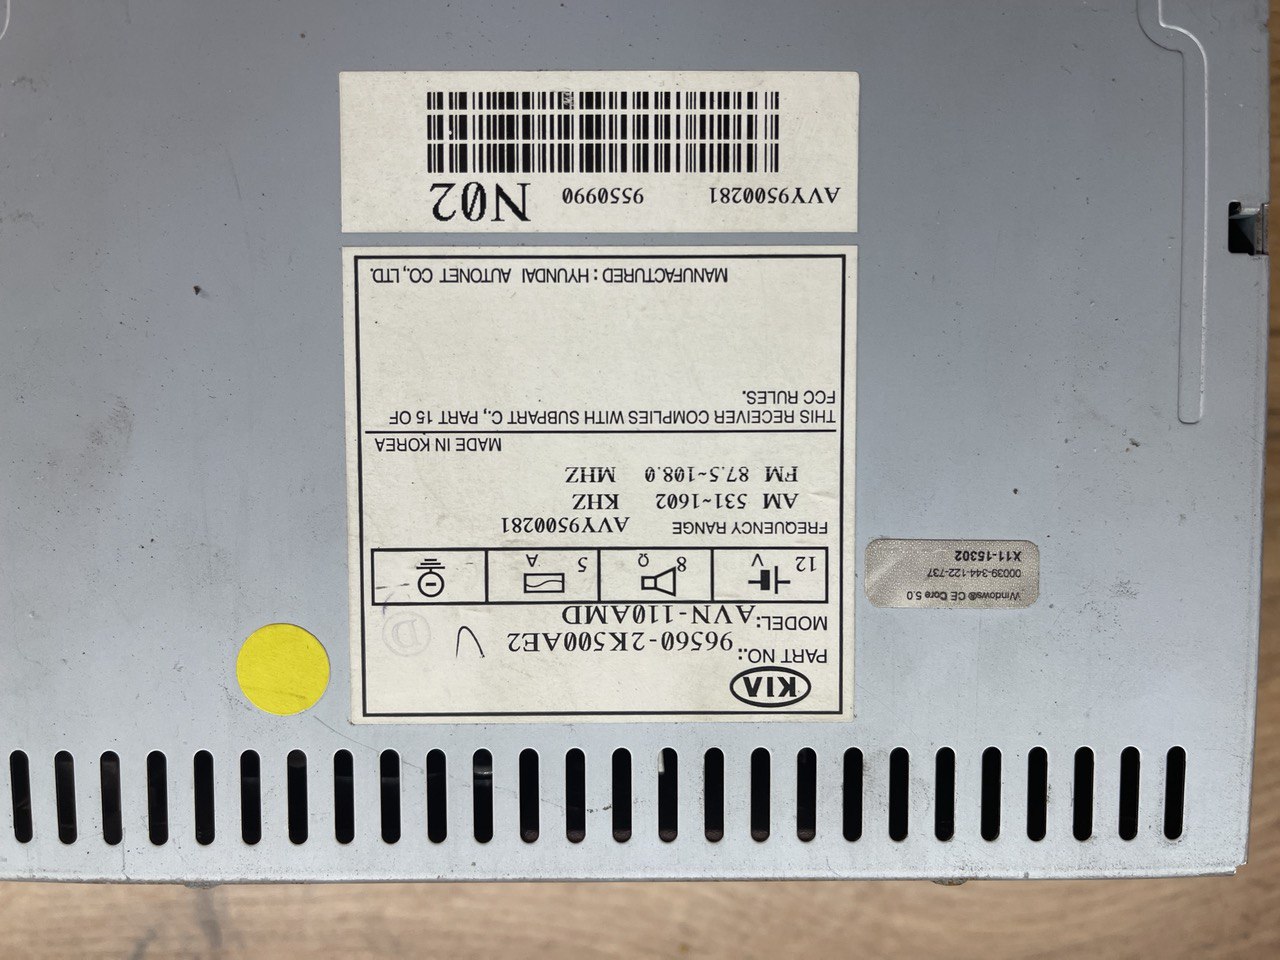 KIA
PART NO.: 96560-2K500AE2
MODEL: AVN-110AMD
12 V 8 Ω 5 A
FREQUENCY RANGE AVY9500281
AM 531~1602 KHZ
FM 87.5~108.0 MHZ
MADE IN KOREA
THIS RECEIVER COMPLIES WITH SUBPART C, PART 15 OF
FCC RULES.
MANUFACTURED : HYUNDAI AUTONET CO., LTD.
AVY9500281 9550990 N02
Windows® CE Core 5.0
00039-344-122-737
X11-15302
D